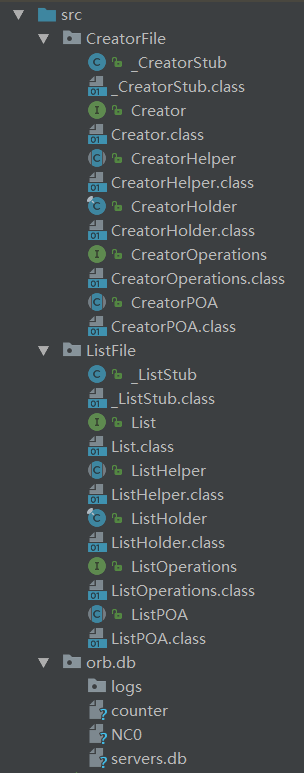 src
CreatorFile
_CreatorStub
_CreatorStub.class
Creator
Creator.class
CreatorHelper
CreatorHelper.class
CreatorHolder
CreatorHolder.class
CreatorOperations
CreatorOperations.class
CreatorPOA
CreatorPOA.class
ListFile
_ListStub
_ListStub.class
List
List.class
ListHelper
ListHelper.class
ListHolder
ListHolder.class
ListOperations
ListOperations.class
ListPOA
ListPOA.class
orb.db
logs
counter
NC0
servers.db